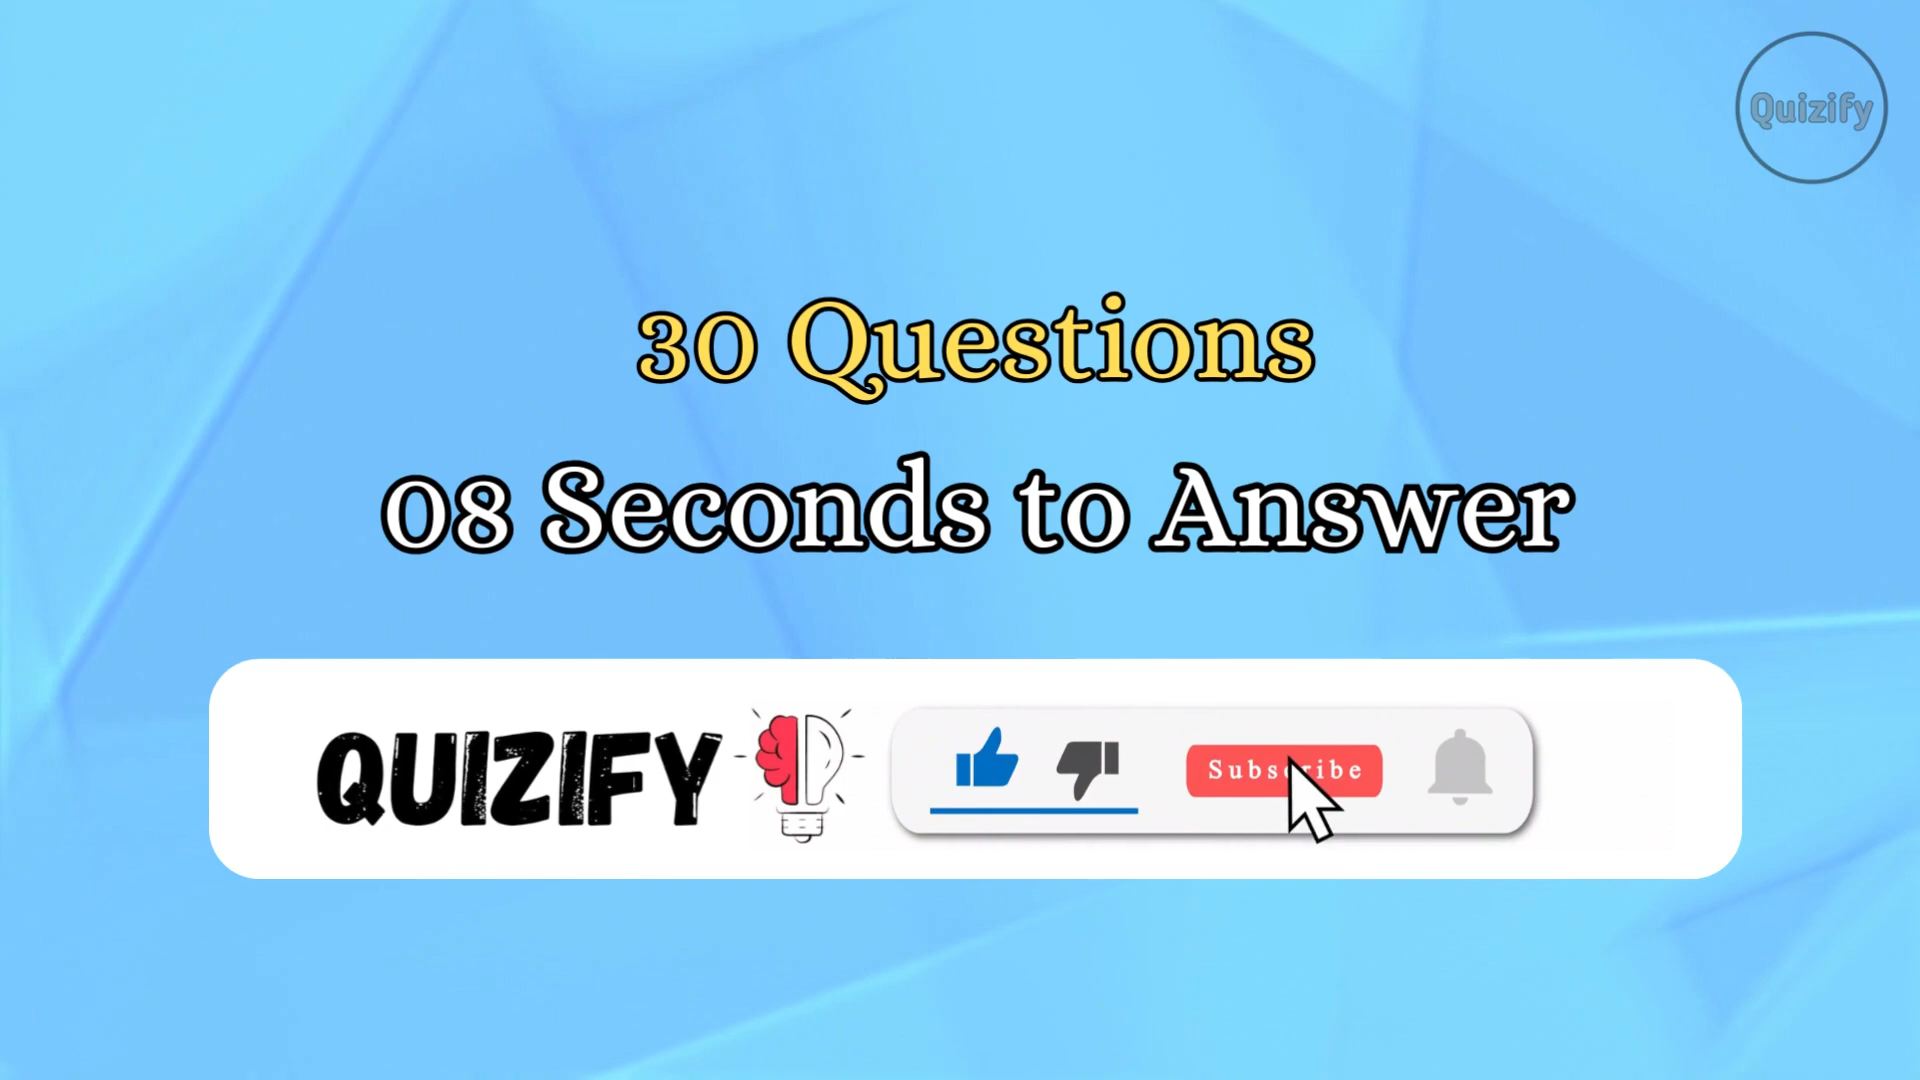 Quizify
30 Questions
08 Seconds to Answer
QUIZIFY
Subscribe